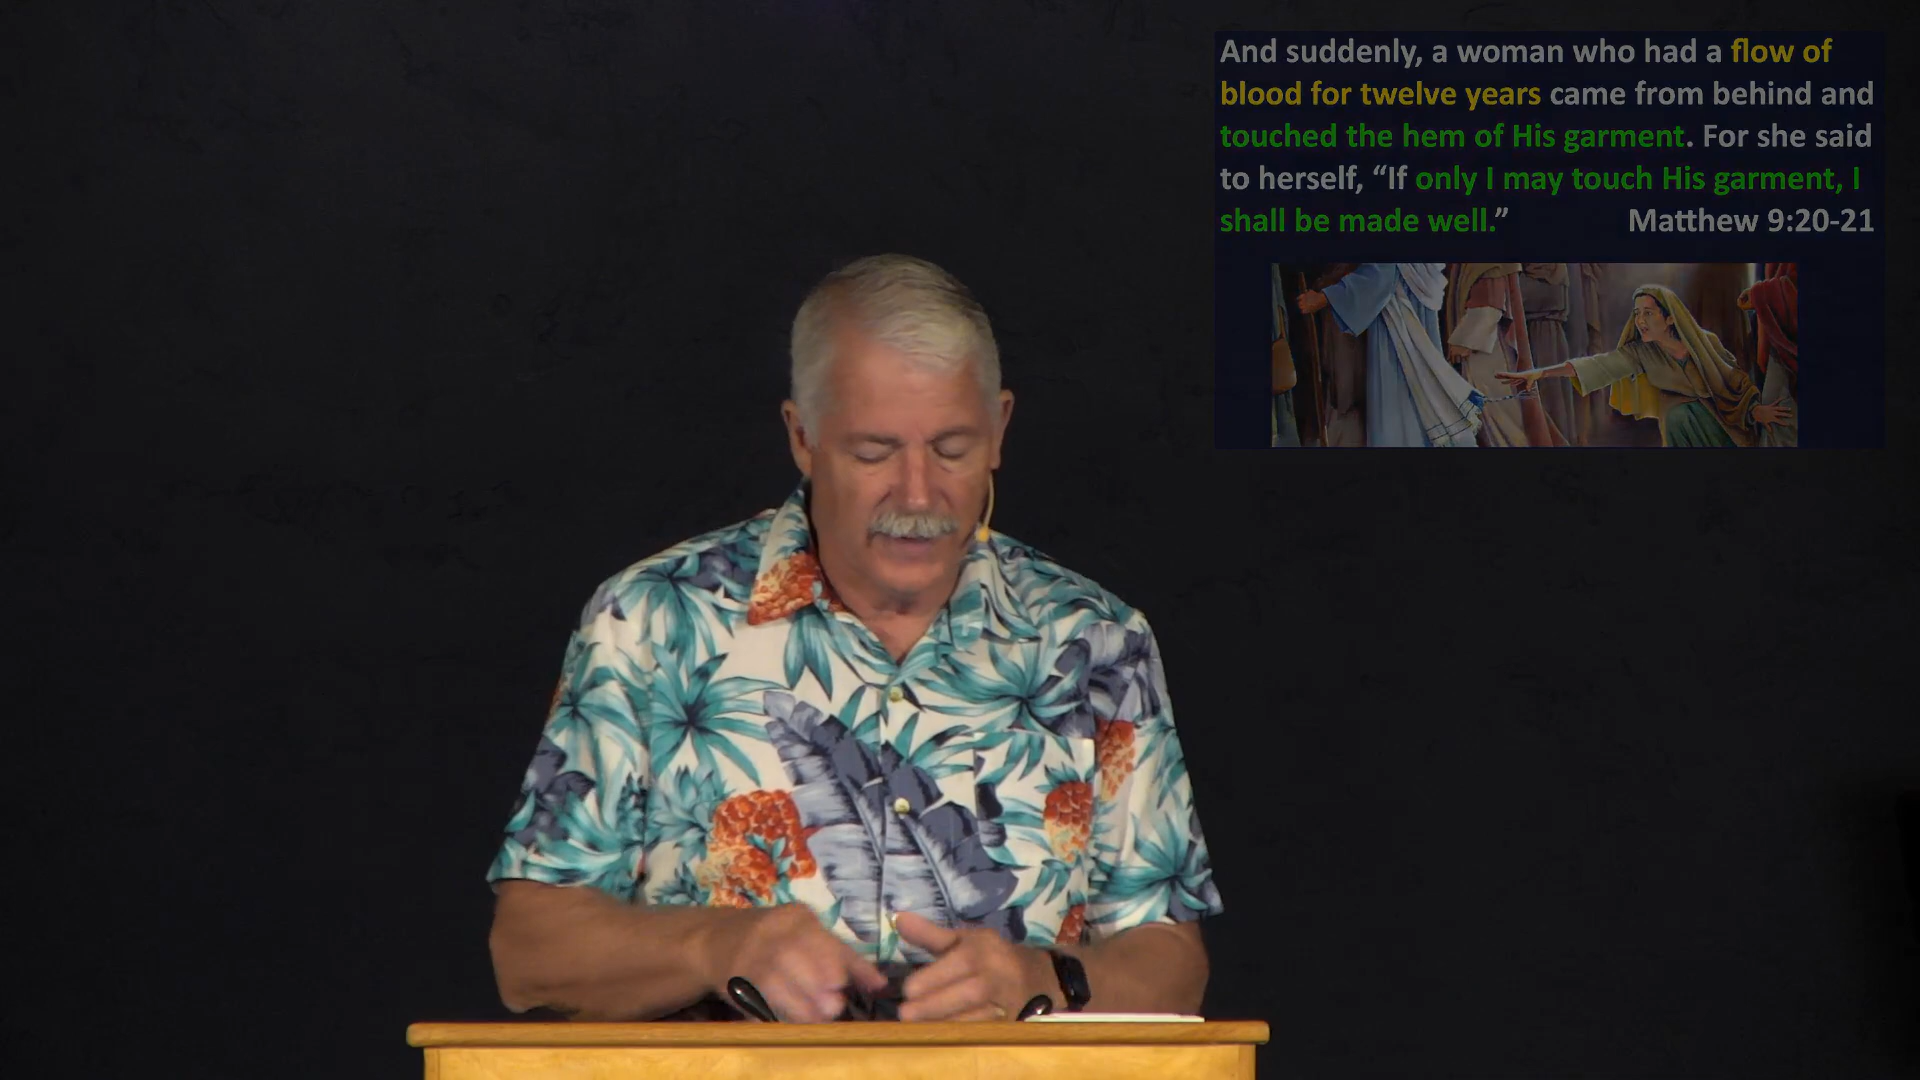 And suddenly, a woman who had a flow of
blood for twelve years came from behind and
touched the hem of His garment. For she said
to herself, “If only I may touch His garment, I
shall be made well.” Matthew 9:20-21